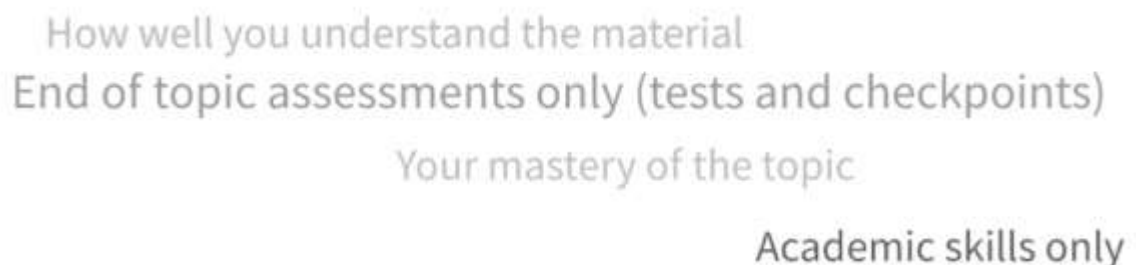 How well you understand the material
End of topic assessments only (tests and checkpoints)
Your mastery of the topic
Academic skills only